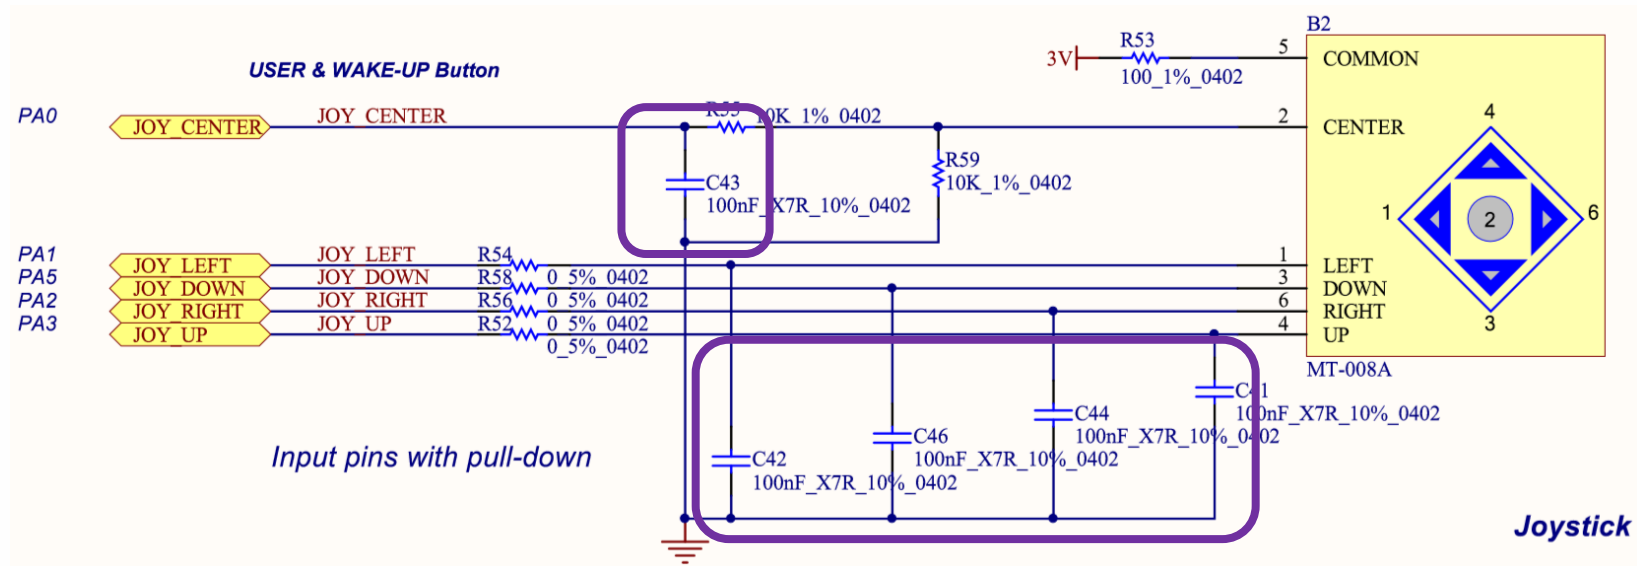 B2
3V
R53
100_1%_0402
5
COMMON
USER & WAKE-UP Button
PA0
JOY_CENTER
JOY_CENTER
R55
10K_1%_0402
2
CENTER
R59
10K_1%_0402
C43
100nF_X7R_10%_0402
4
1
2
6
3
PA1
JOY_LEFT
JOY_LEFT
R54
0_5%_0402
1
LEFT
PA5
JOY_DOWN
JOY_DOWN
R58
0_5%_0402
3
DOWN
PA2
JOY_RIGHT
JOY_RIGHT
R56
0_5%_0402
6
RIGHT
PA3
JOY_UP
JOY_UP
R52
0_5%_0402
4
UP
MT-008A
C41
100nF_X7R_10%_0402
C44
100nF_X7R_10%_0402
C46
100nF_X7R_10%_0402
C42
100nF_X7R_10%_0402
Input pins with pull-down
Joystick